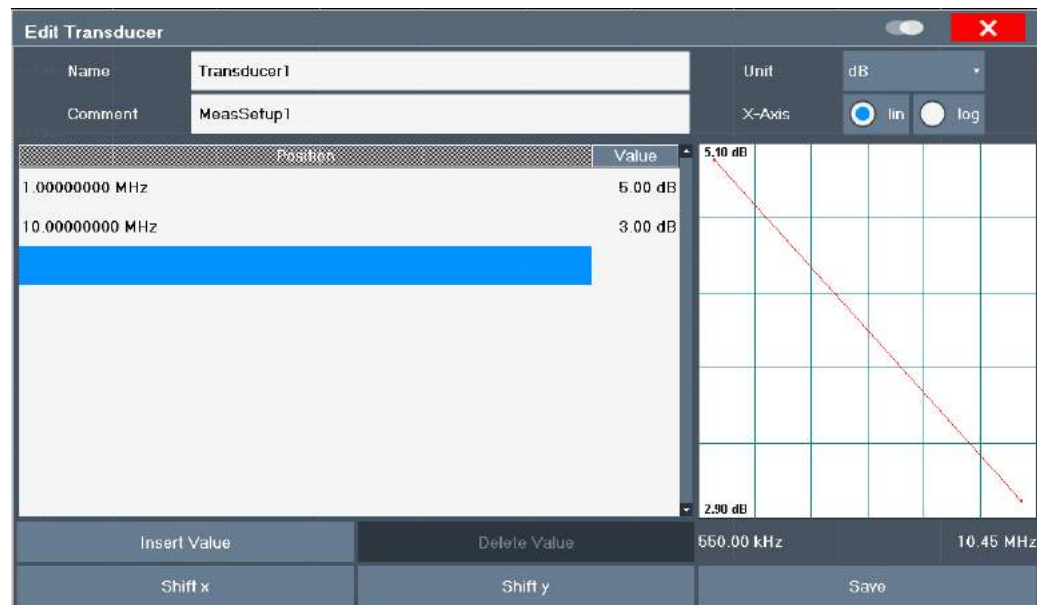 Edit Transducer
Name Transducer1 Unit dB
Comment MeasSetup1 X-Axis lin log
Position Value
1.00000000 MHz 5.00 dB
10.00000000 MHz 3.00 dB
5.10 dB
2.90 dB
550.00 kHz 10.45 MHz
Insert Value Delete Value
Shift x Shift y Save